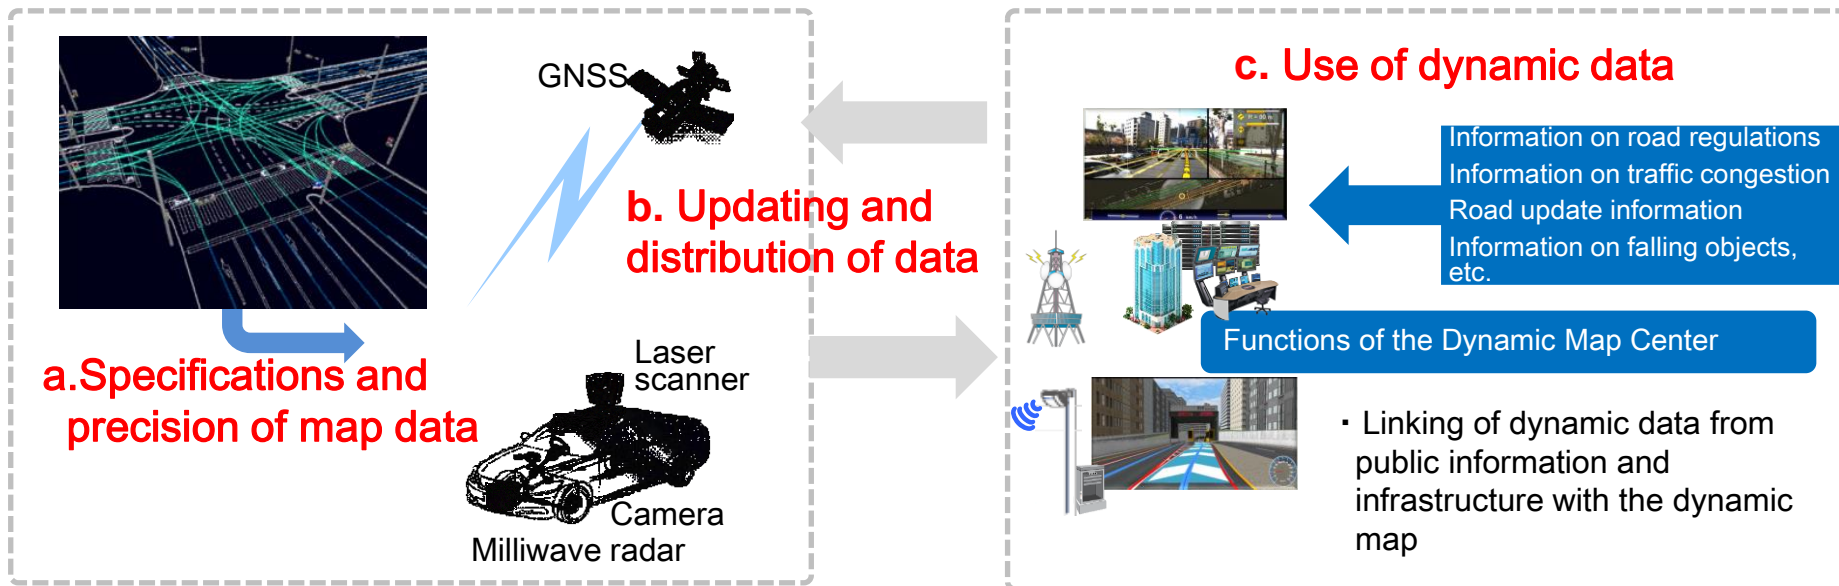 GNSS
b. Updating and
distribution of data
a.Specifications and
precision of map data
Laser
scanner
Camera
Milliwave radar
c. Use of dynamic data
Information on road regulations
Information on traffic congestion
Road update information
Information on falling objects,
etc.
Functions of the Dynamic Map Center
・Linking of dynamic data from
public information and
infrastructure with the dynamic
map